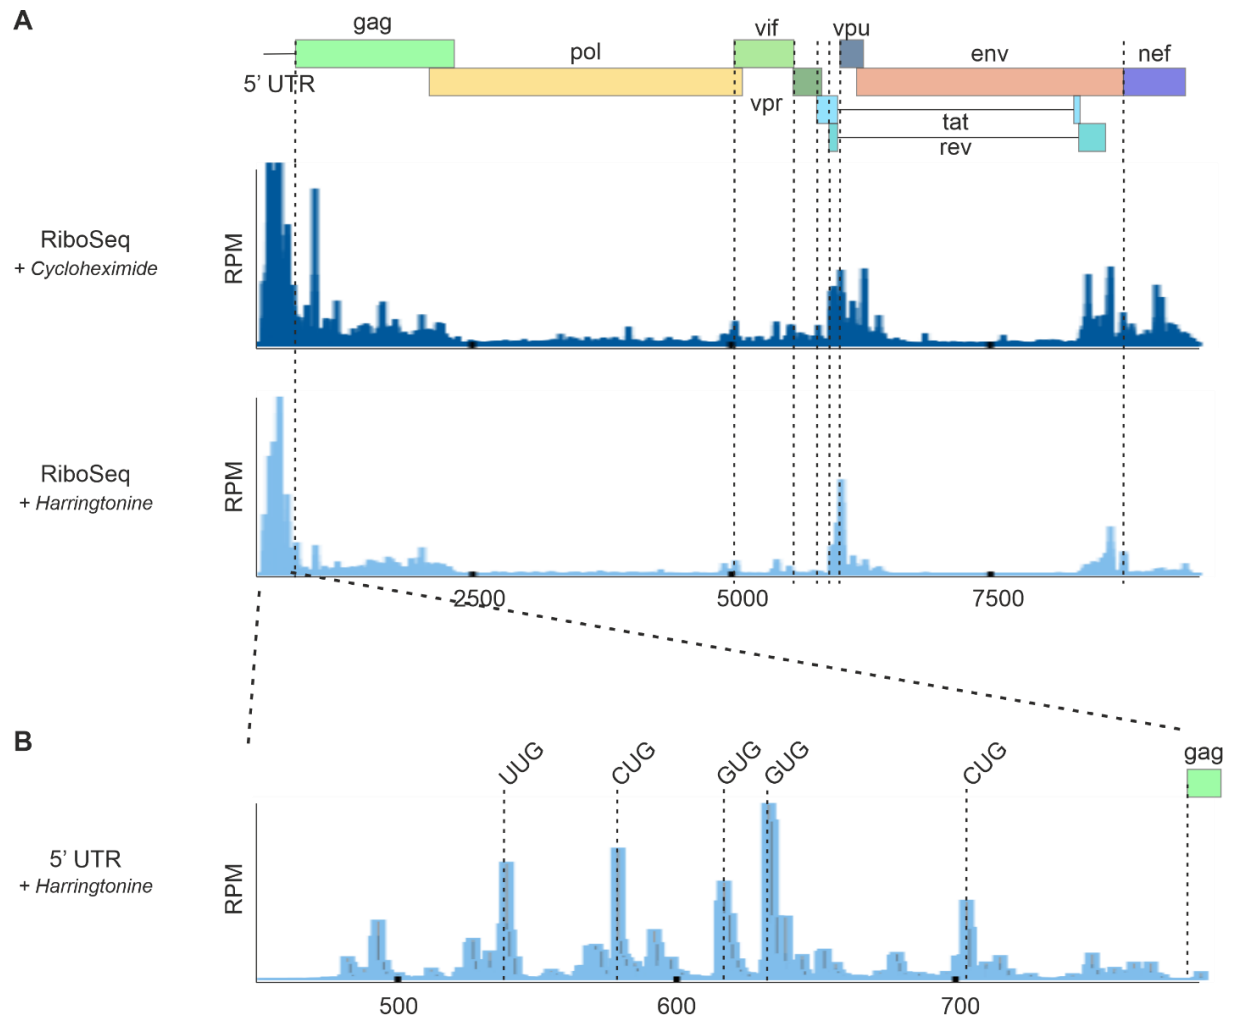 A
gag
vif
vpu
pol
env
nef
5’ UTR
vpr
tat
rev
RiboSeq
+ Cycloheximide
RPM
RiboSeq
+ Harringtonine
RPM
2500
5000
7500
B
UUG
CUG
GUG
GUG
CUG
gag
5’ UTR
+ Harringtonine
RPM
500
600
700